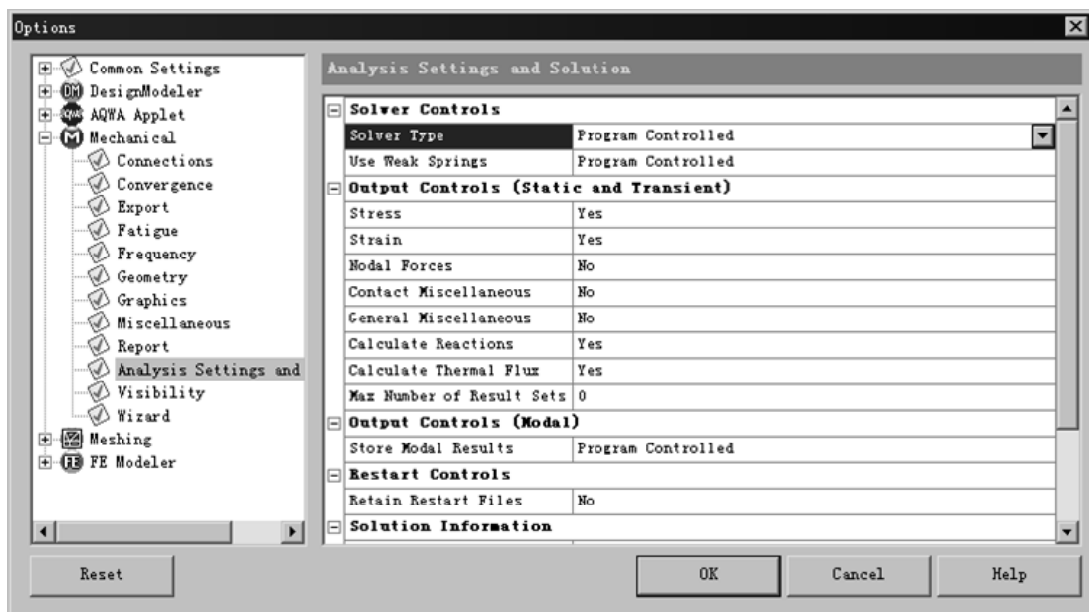 Options
Common Settings
DM DesignModeler
AQWA AQWA Applet
M Mechanical
Connections
Convergence
Export
Fatigue
Frequency
Geometry
Graphics
Miscellaneous
Report
Analysis Settings and
Visibility
Wizard
Meshing
FE FE Modeler
Analysis Settings and Solution
Solver Controls
Solver Type Program Controlled
Use Weak Springs Program Controlled
Output Controls (Static and Transient)
Stress Yes
Strain Yes
Nodal Forces No
Contact Miscellaneous No
General Miscellaneous No
Calculate Reactions Yes
Calculate Thermal Flux Yes
Max Number of Result Sets 0
Output Controls (Modal)
Store Modal Results Program Controlled
Restart Controls
Retain Restart Files No
Solution Information
Reset OK Cancel Help